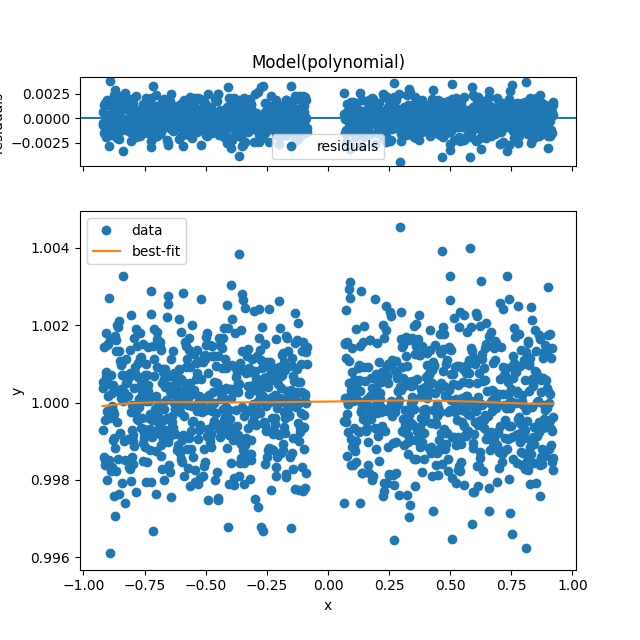 Model(polynomial)
0.0025
0.0000
−0.0025
residuals
residuals
data
best-fit
1.004
1.002
1.000
0.998
0.996
y
−1.00 −0.75 −0.50 −0.25 0.00 0.25 0.50 0.75 1.00
x